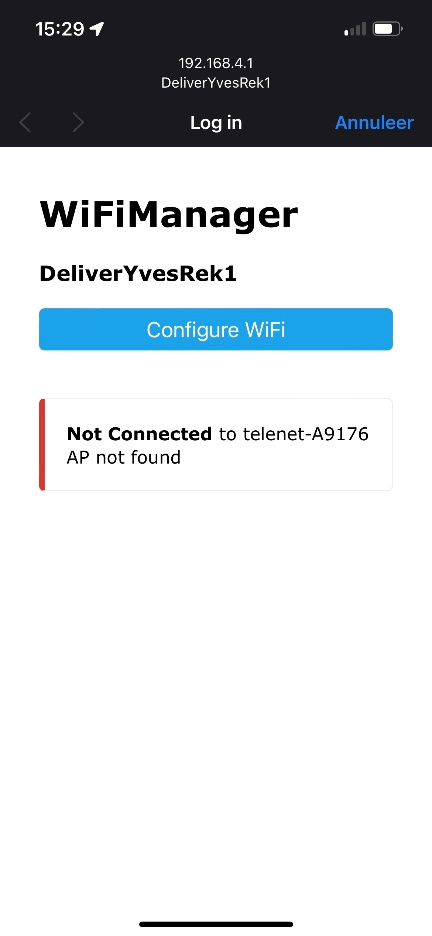 15:29
192.168.4.1
DeliverYvesRek1
Log in
Annuleer
WiFiManager
DeliverYvesRek1
Configure WiFi
Not Connected to telenet-A9176
AP not found